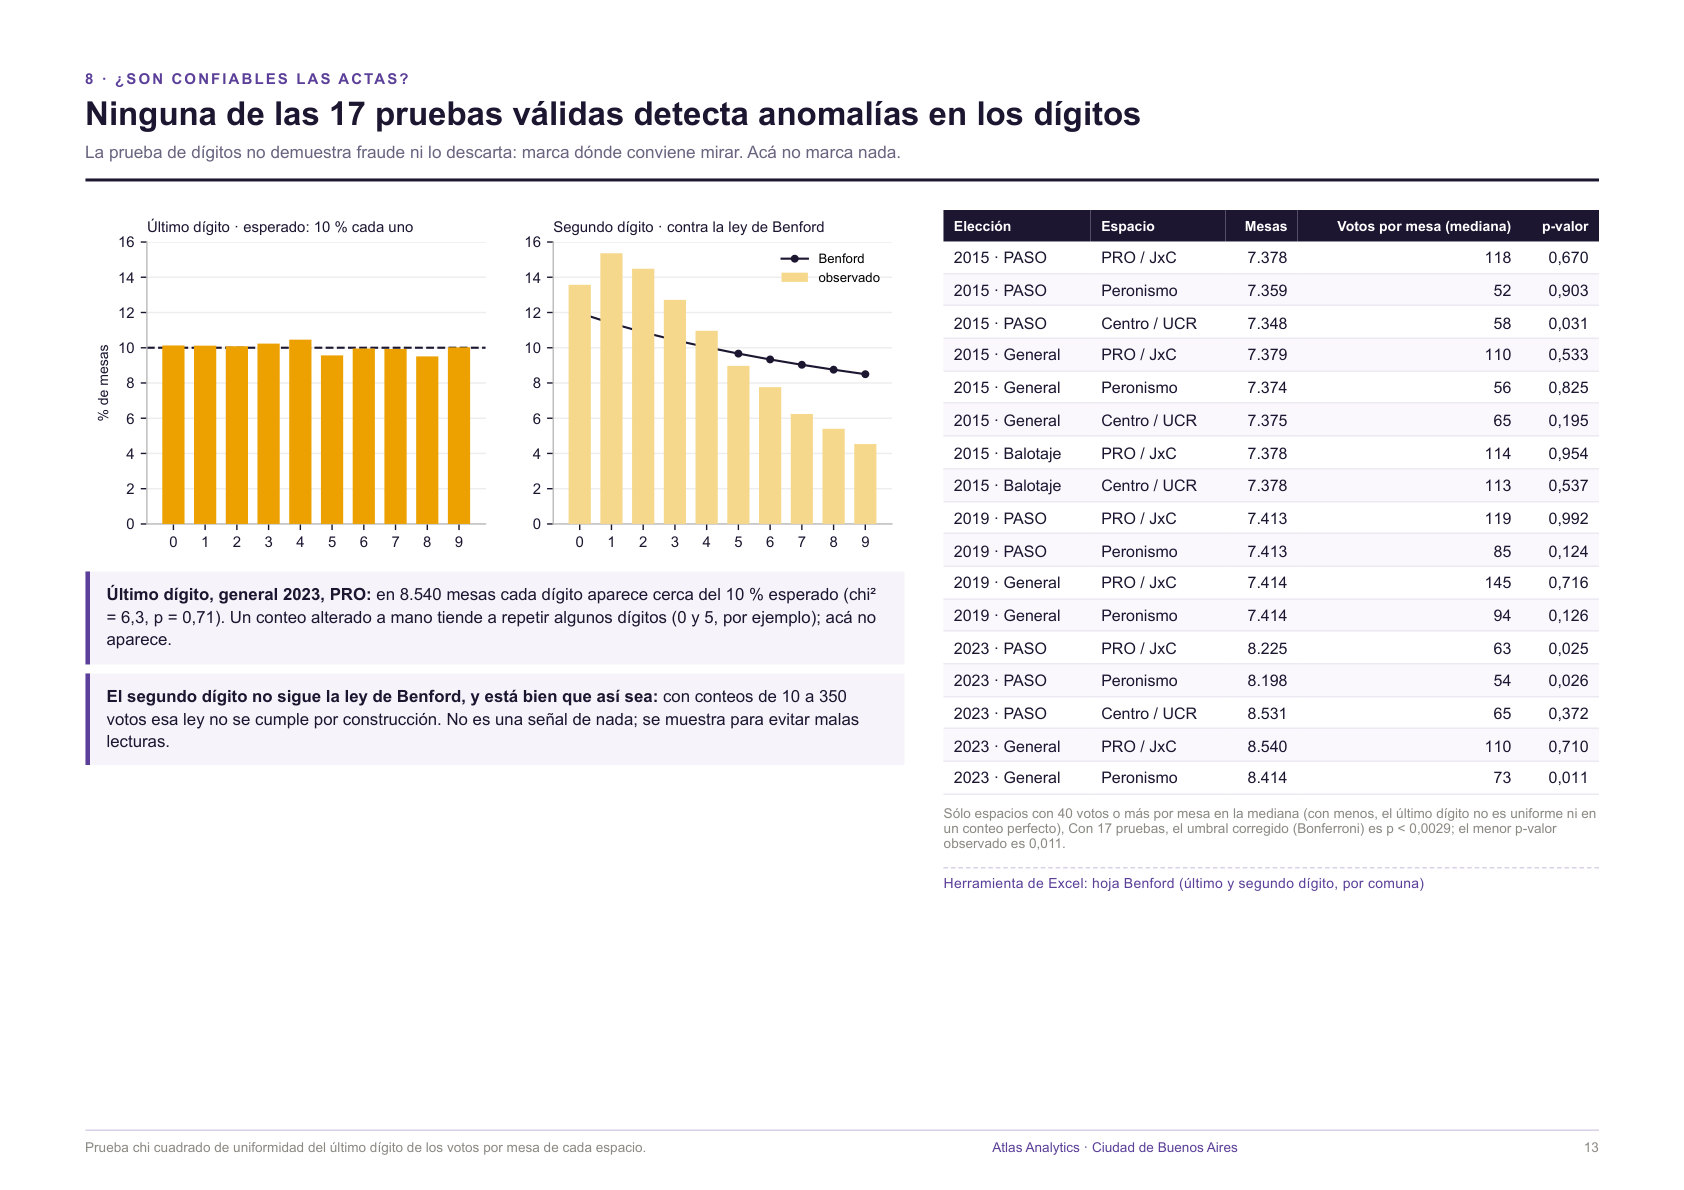 8 · ¿SON CONFIABLES LAS ACTAS?
Ninguna de las 17 pruebas válidas detecta anomalías en los dígitos
La prueba de dígitos no demuestra fraude ni lo descarta: marca dónde conviene mirar. Acá no marca nada.
Último dígito · esperado: 10 % cada uno
% de mesas
16
14
12
10
8
6
4
2
0
0 1 2 3 4 5 6 7 8 9
Segundo dígito · contra la ley de Benford
Benford
observado
16
14
12
10
8
6
4
2
0
0 1 2 3 4 5 6 7 8 9
Último dígito, general 2023, PRO: en 8.540 mesas cada dígito aparece cerca del 10 % esperado (chi²
= 6,3, p = 0,71). Un conteo alterado a mano tiende a repetir algunos dígitos (0 y 5, por ejemplo); acá no
aparece.
El segundo dígito no sigue la ley de Benford, y está bien que así sea: con conteos de 10 a 350
votos esa ley no se cumple por construcción. No es una señal de nada; se muestra para evitar malas
lecturas.
Elección Espacio Mesas Votos por mesa (mediana) p-valor
2015 · PASO PRO / JxC 7.378 118 0,670
2015 · PASO Peronismo 7.359 52 0,903
2015 · PASO Centro / UCR 7.348 58 0,031
2015 · General PRO / JxC 7.379 110 0,533
2015 · General Peronismo 7.374 56 0,825
2015 · General Centro / UCR 7.375 65 0,195
2015 · Balotaje PRO / JxC 7.378 114 0,954
2015 · Balotaje Centro / UCR 7.378 113 0,537
2019 · PASO PRO / JxC 7.413 119 0,992
2019 · PASO Peronismo 7.413 85 0,124
2019 · General PRO / JxC 7.414 145 0,716
2019 · General Peronismo 7.414 94 0,126
2023 · PASO PRO / JxC 8.225 63 0,025
2023 · PASO Peronismo 8.198 54 0,026
2023 · PASO Centro / UCR 8.531 65 0,372
2023 · General PRO / JxC 8.540 110 0,710
2023 · General Peronismo 8.414 73 0,011
Sólo espacios con 40 votos o más por mesa en la mediana (con menos, el último dígito no es uniforme ni en
un conteo perfecto), Con 17 pruebas, el umbral corregido (Bonferroni) es p < 0,0029; el menor p-valor
observado es 0,011.
Herramienta de Excel: hoja Benford (último y segundo dígito, por comuna)
Prueba chi cuadrado de uniformidad del último dígito de los votos por mesa de cada espacio.
Atlas Analytics · Ciudad de Buenos Aires
13